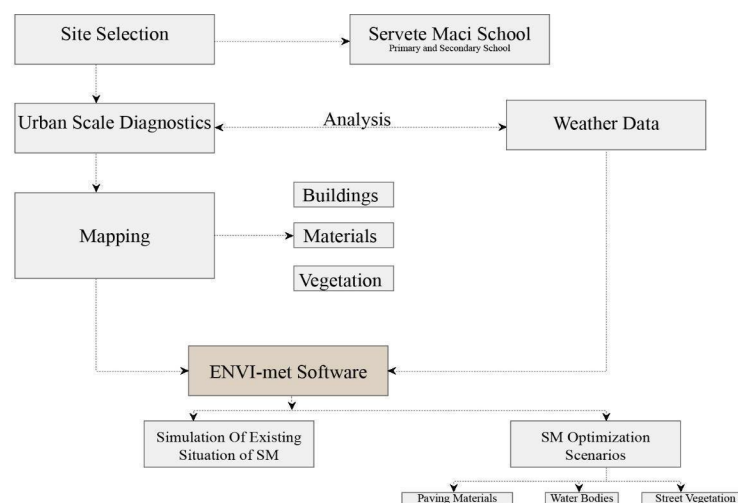 Site Selection
Servete Maci School
Primary and Secondary School
Urban Scale Diagnostics
Analysis
Weather Data
Mapping
Buildings
Materials
Vegetation
ENVI-met Software
Simulation Of Existing
Situation of SM
SM Optimization
Scenarios
Paving Materials
Water Bodies
Street Vegetation